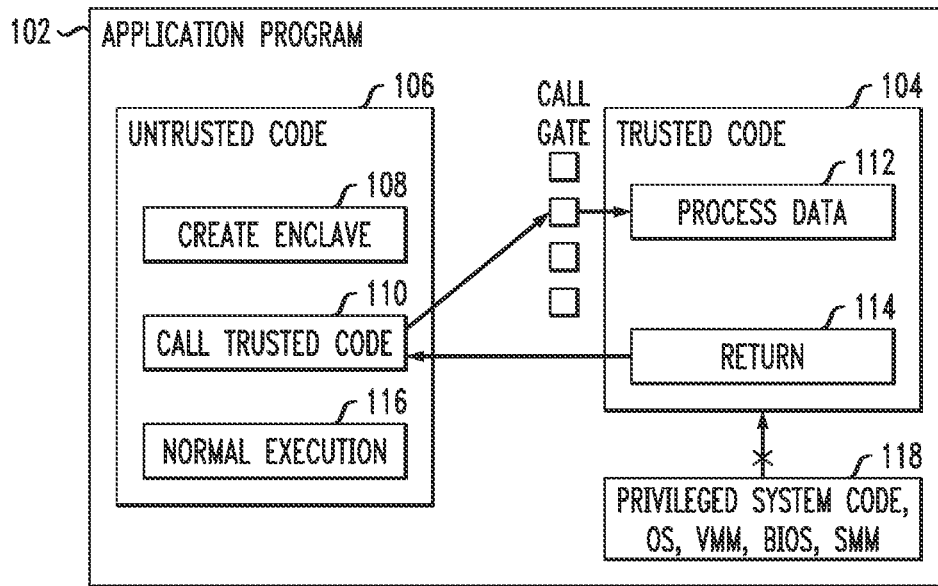 102
APPLICATION PROGRAM
106
UNTRUSTED CODE
108
CREATE ENCLAVE
110
CALL TRUSTED CODE
116
NORMAL EXECUTION
CALL
GATE
104
TRUSTED CODE
112
PROCESS DATA
114
RETURN
118
PRIVILEGED SYSTEM CODE,
OS, VMM, BIOS, SMM